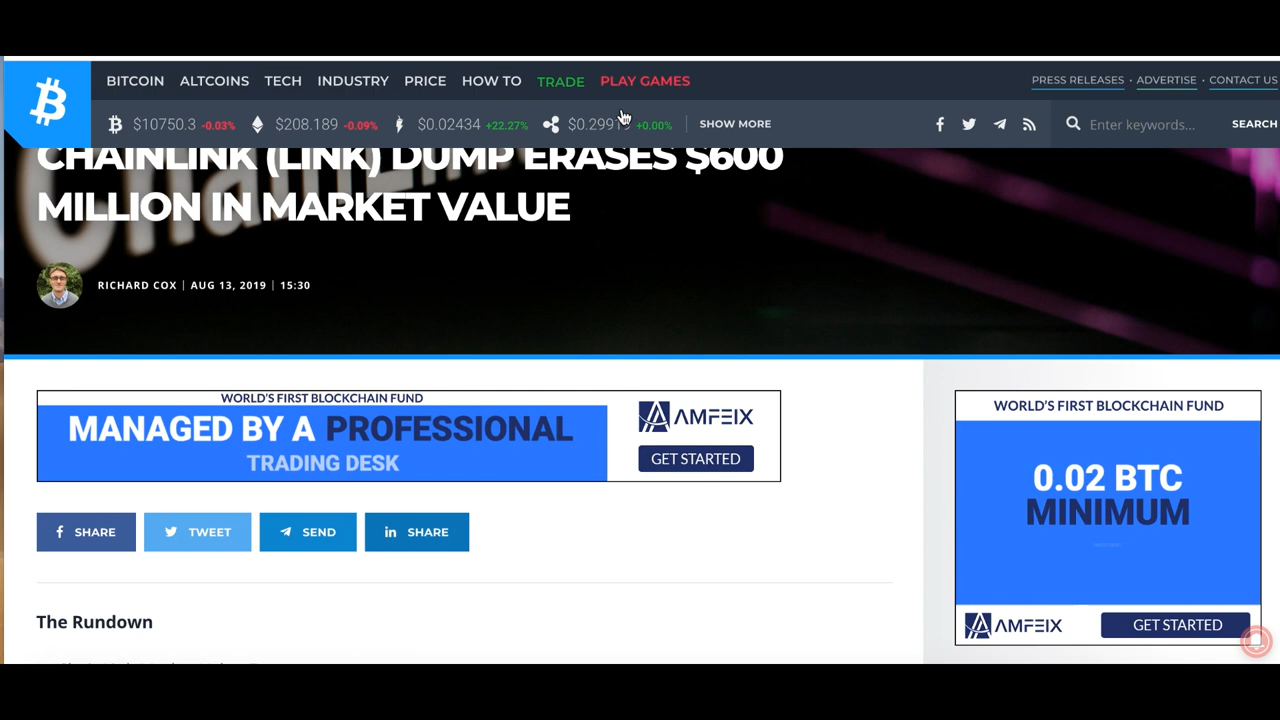 BITCOIN ALTCOINS TECH INDUSTRY PRICE HOW TO TRADE PLAY GAMES PRESS RELEASES · ADVERTISE · CONTACT US
$10750.3 -0.03% $208.189 -0.09% $0.02434 +22.27% +0.00% SHOW MORE Enter keywords... SEARCH
CHAINLINK (LINK) DUMP ERASES $600
MILLION IN MARKET VALUE
RICHARD COX | AUG 13, 2019 | 15:30
WORLD'S FIRST BLOCKCHAIN FUND
MANAGED BY A PROFESSIONAL
TRADING DESK
AMFEIX
GET STARTED
WORLD'S FIRST BLOCKCHAIN FUND
0.02 BTC
MINIMUM
AMFEIX
GET STARTED
SHARE TWEET SEND SHARE
The Rundown